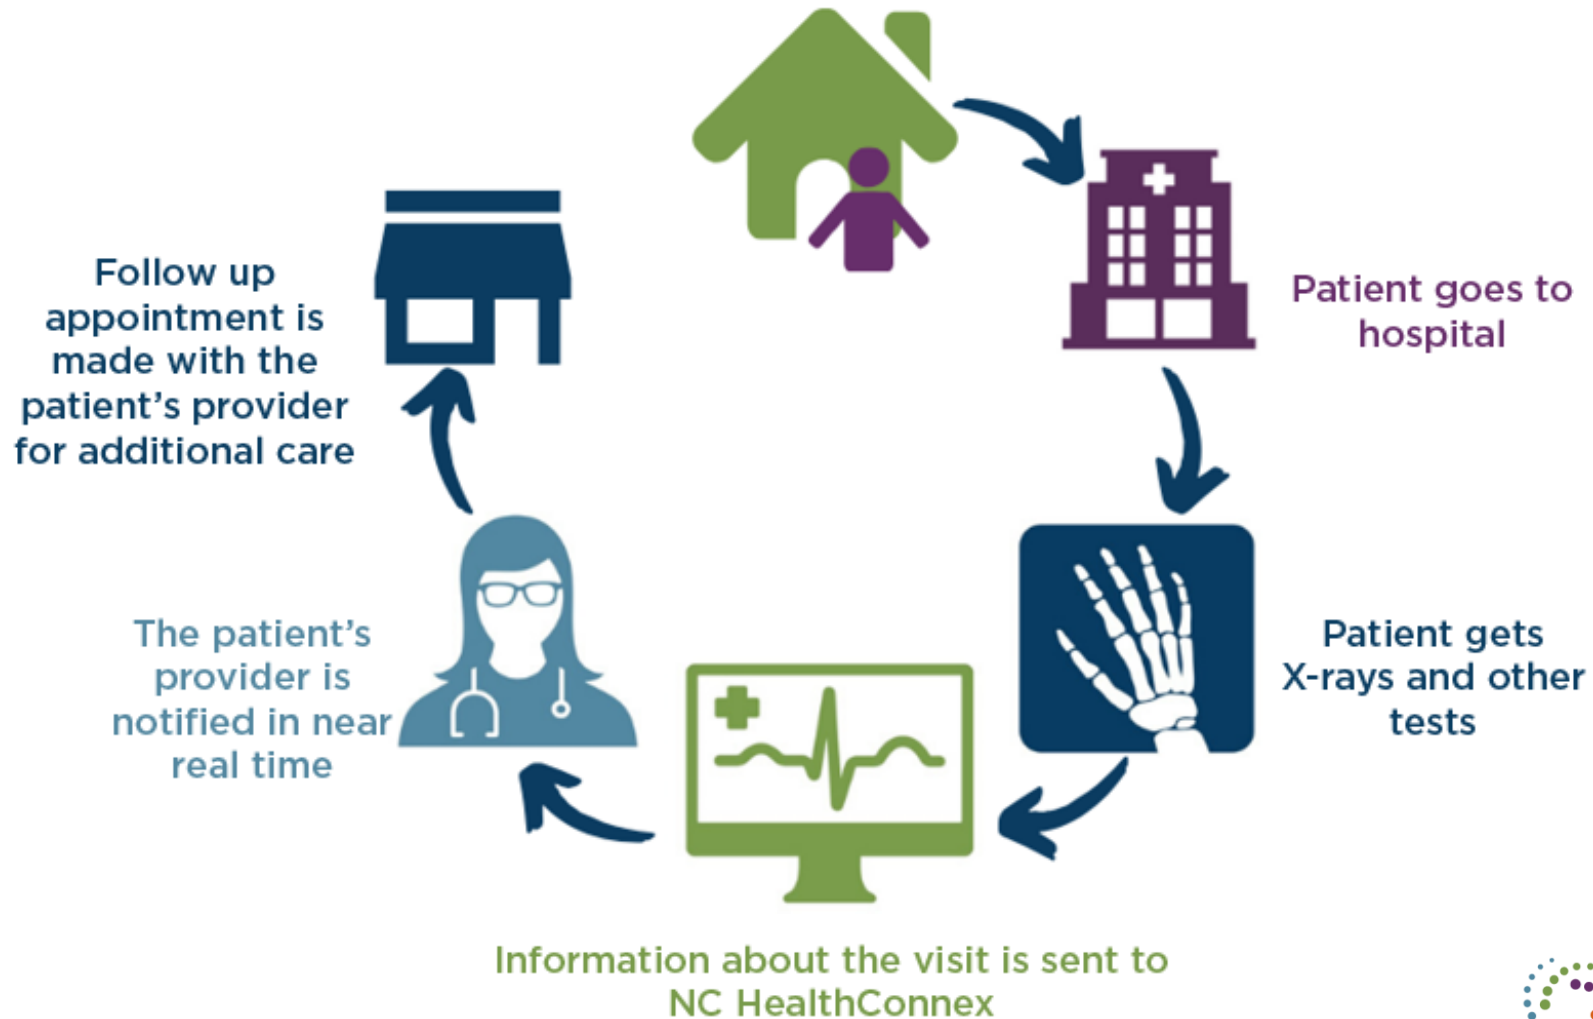 Patient goes to
hospital
Patient gets
X-rays and other
tests
Information about the visit is sent to
NC HealthConnex
The patient's
provider is
notified in near
real time
Follow up
appointment is
made with the
patient's provider
for additional care